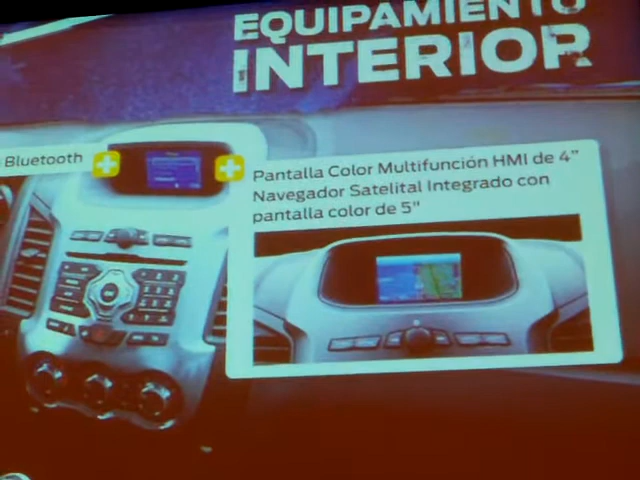 EQUIPAMIENTO
INTERIOR
Bluetooth
Pantalla Color Multifunción HMI de 4"
Navegador Satelital Integrado con
pantalla color de 5"